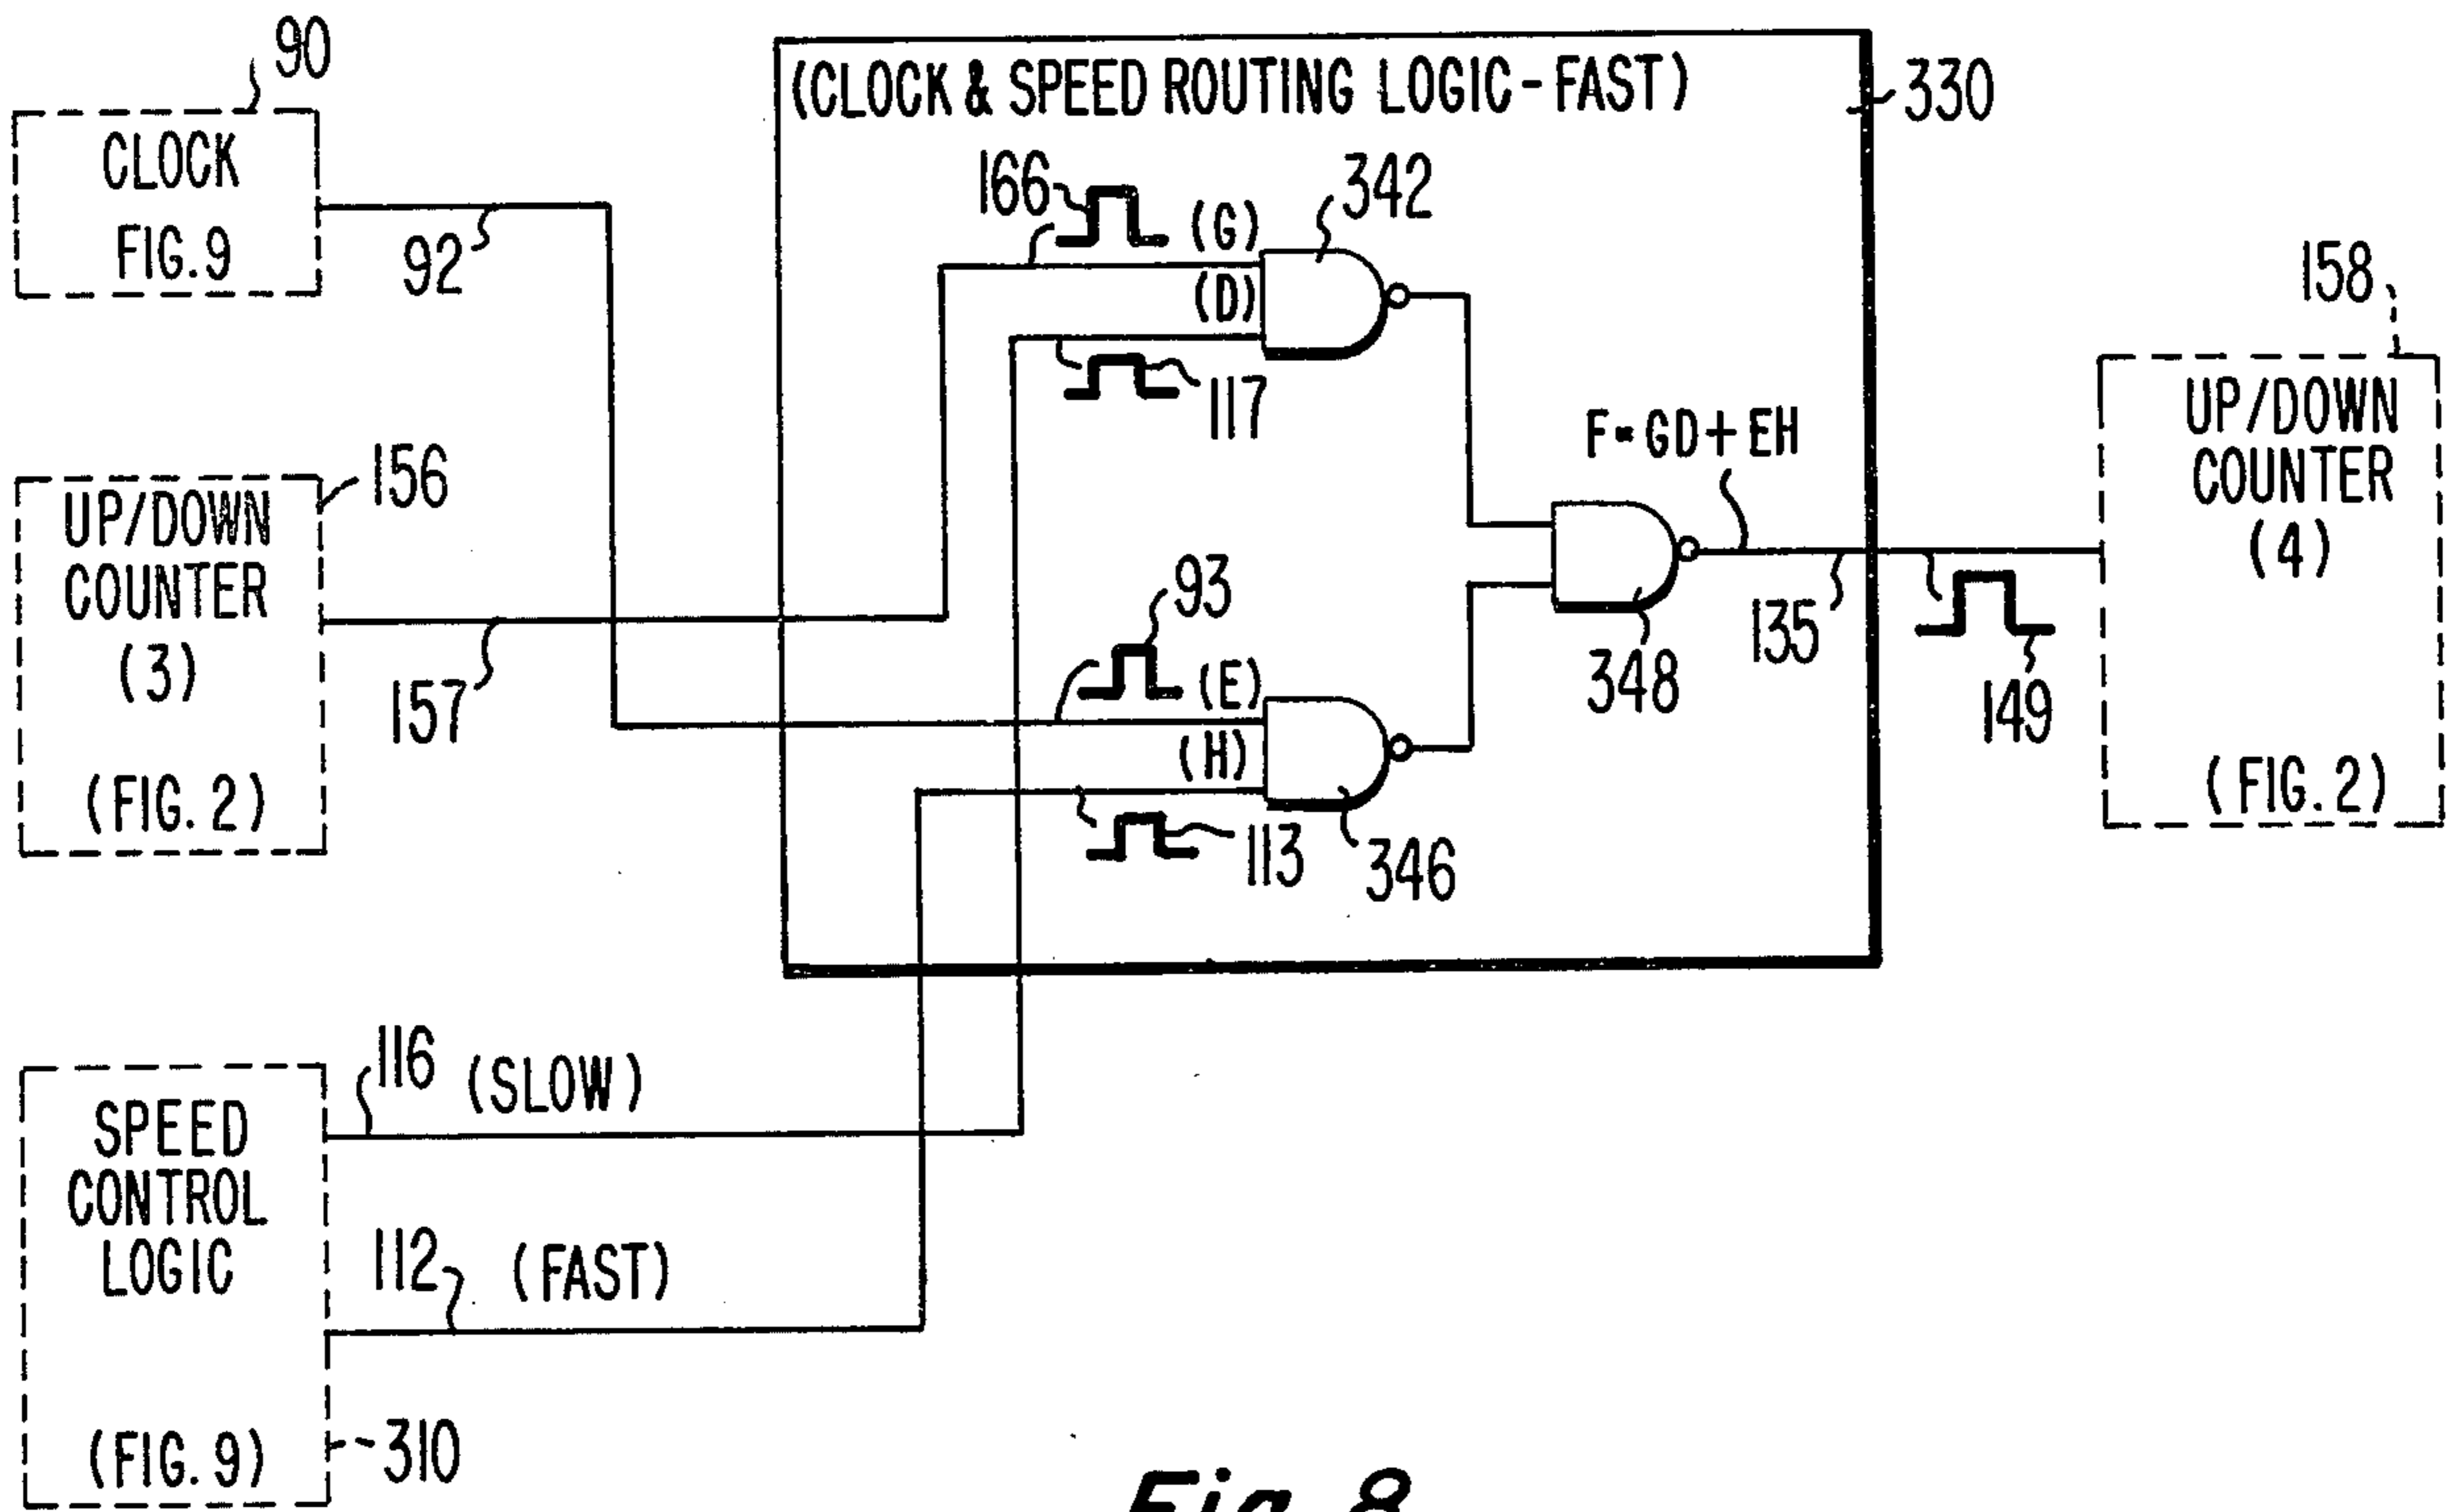 90
CLOCK
FIG. 9
92
(CLOCK & SPEED ROUTING LOGIC-FAST)
330
166
(G)
342
(D)
117
158
UP/DOWN
COUNTER
(4)
(FIG. 2)
156
UP/DOWN
COUNTER
(3)
(FIG. 2)
157
F=GD+EH
93
(E)
(H)
113
346
348
135
149
116 (SLOW)
SPEED
CONTROL
LOGIC
(FIG. 9)
112 (FAST)
310
Fig. 8